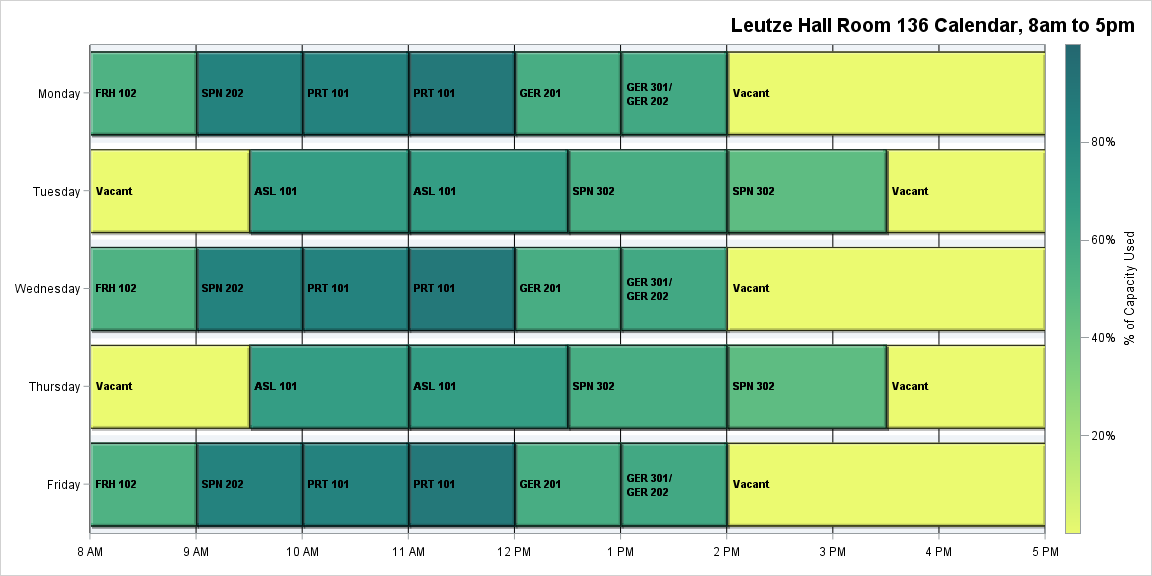 Leutze Hall Room 136 Calendar, 8am to 5pm
Monday
FRH 102
SPN 202
PRT 101
PRT 101
GER 201
GER 301/
GER 202
Vacant
Tuesday
Vacant
ASL 101
ASL 101
SPN 302
SPN 302
Vacant
Wednesday
FRH 102
SPN 202
PRT 101
PRT 101
GER 201
GER 301/
GER 202
Vacant
Thursday
Vacant
ASL 101
ASL 101
SPN 302
SPN 302
Vacant
Friday
FRH 102
SPN 202
PRT 101
PRT 101
GER 201
GER 301/
GER 202
Vacant
8 AM
9 AM
10 AM
11 AM
12 PM
1 PM
2 PM
3 PM
4 PM
5 PM
80%
60%
40%
20%
% of Capacity Used